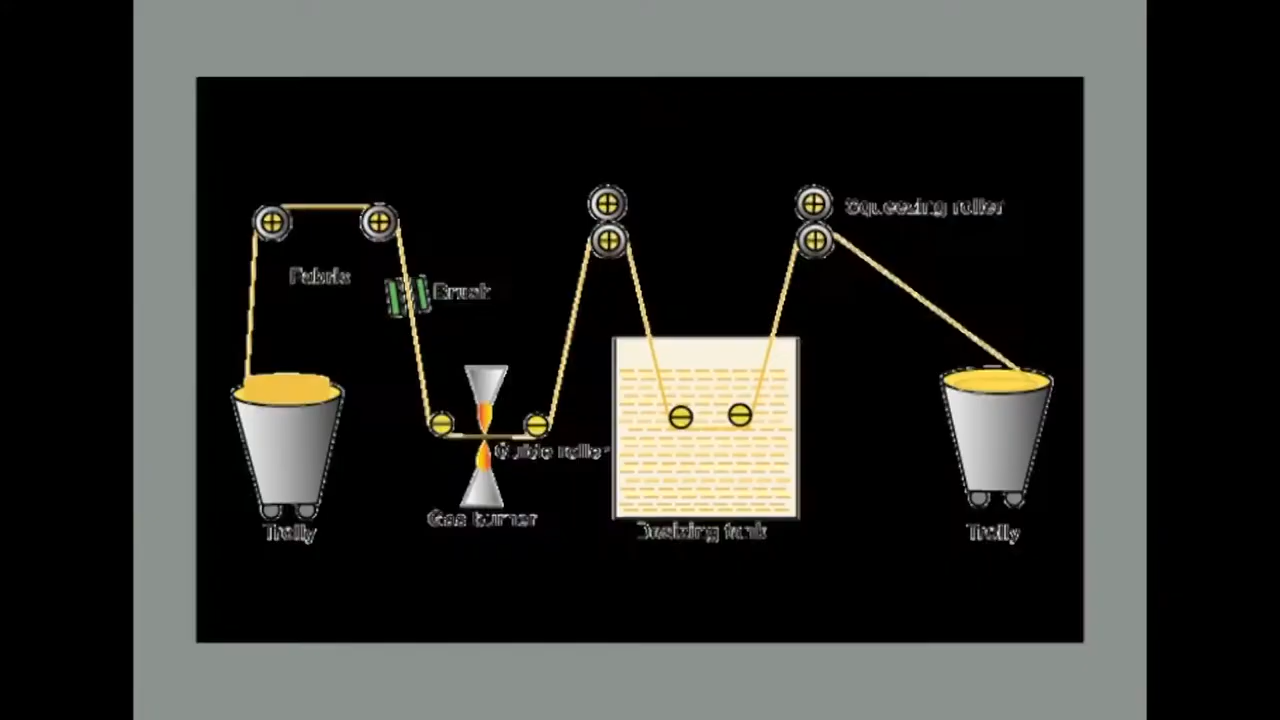 Squeezing roller
Fabric
Brush
Guide roller
Gas burner
Desizing tank
Trolly
Trolly